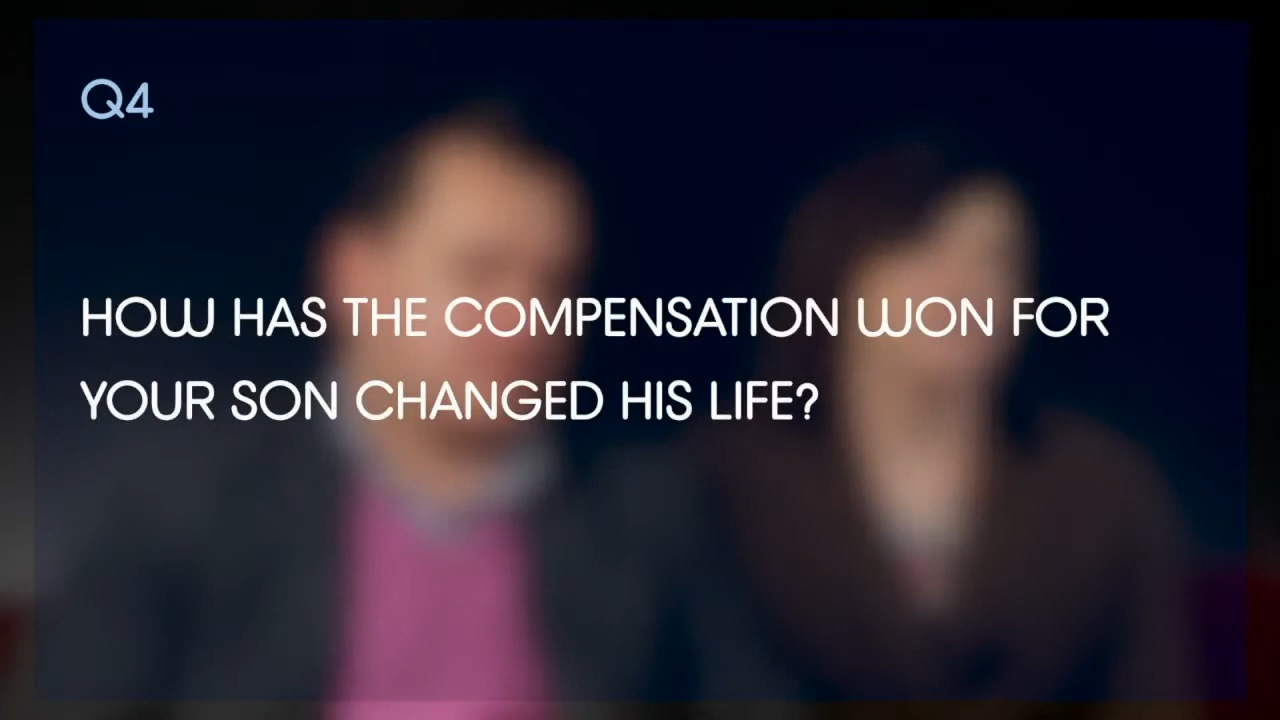 Q4
HOW HAS THE COMPENSATION WON FOR
YOUR SON CHANGED HIS LIFE?